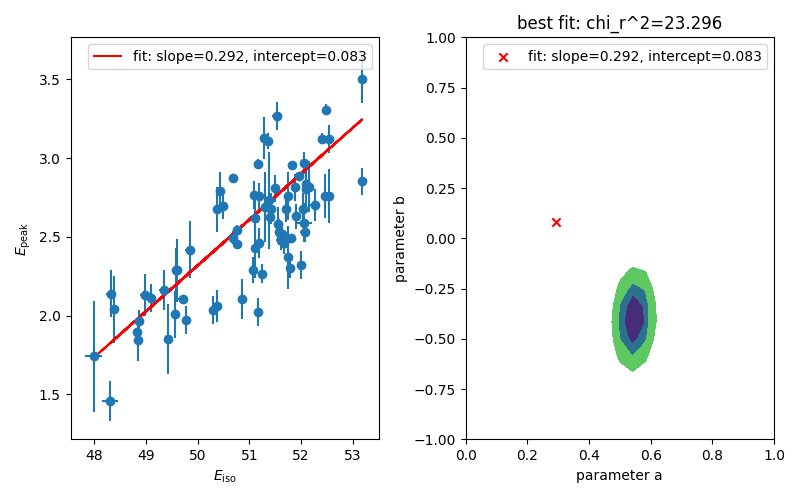 best fit: chi_r^2=23.296
fit: slope=0.292, intercept=0.083
3.5
3.0
2.5
2.0
1.5
E_peak
48 49 50 51 52 53
E_iso
fit: slope=0.292, intercept=0.083
1.00
0.75
0.50
0.25
0.00
−0.25
−0.50
−0.75
−1.00
parameter b
0.0 0.2 0.4 0.6 0.8 1.0
parameter a